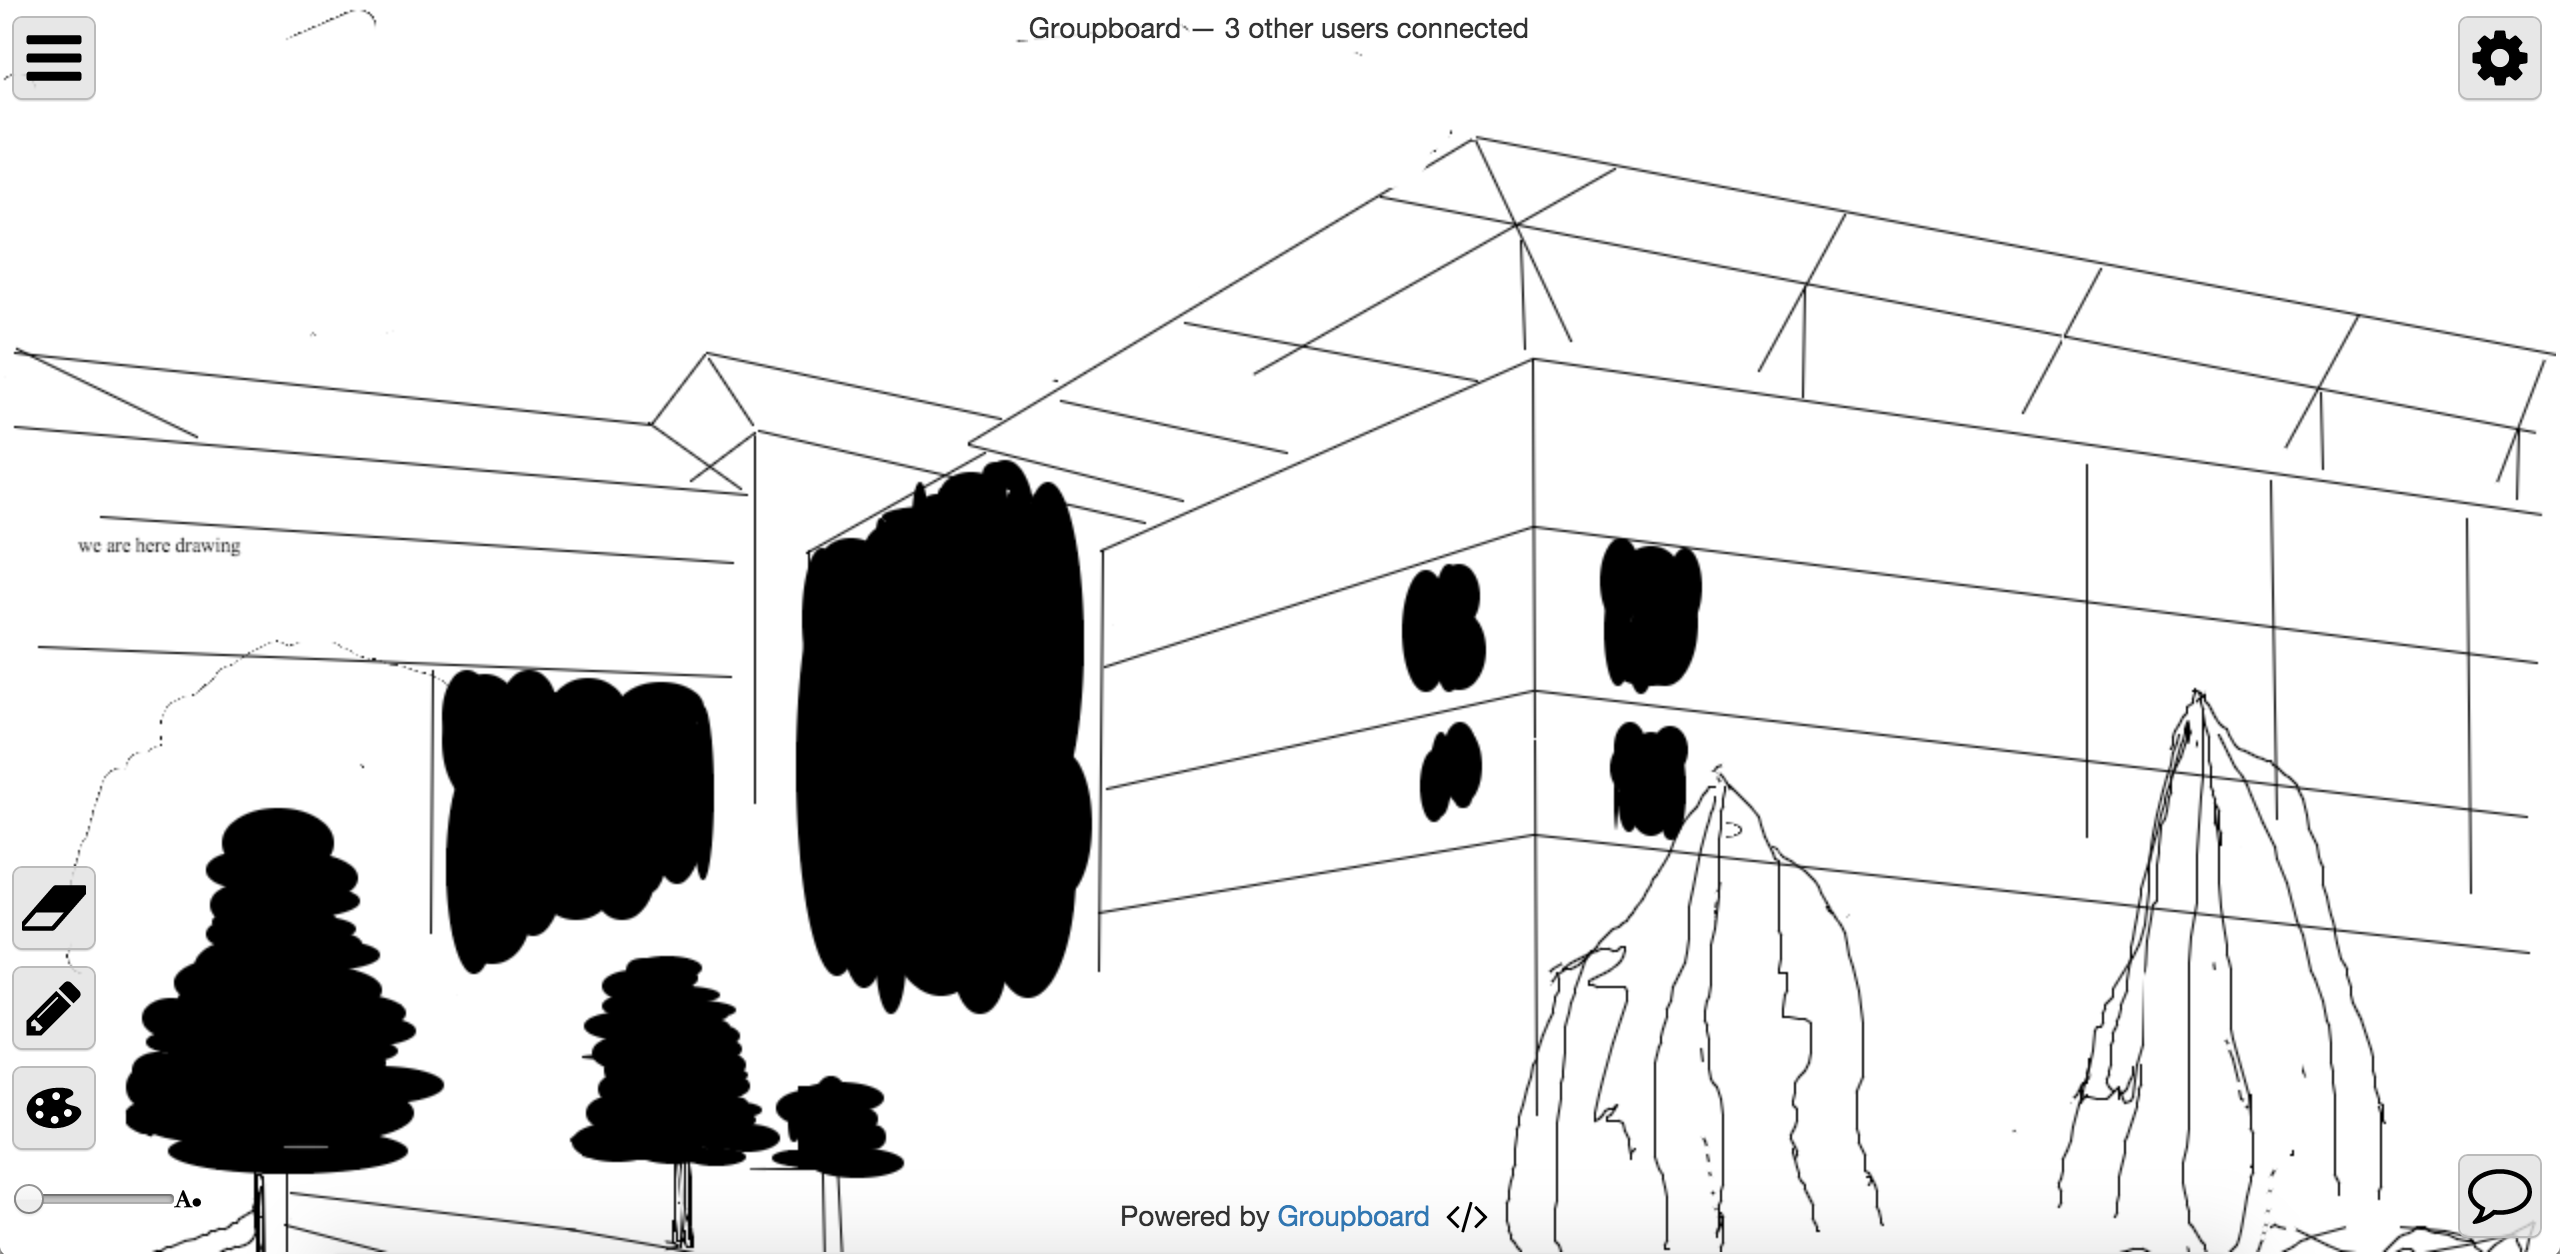 Groupboard — 3 other users connected
we are here drawing
A
Powered by Groupboard </>